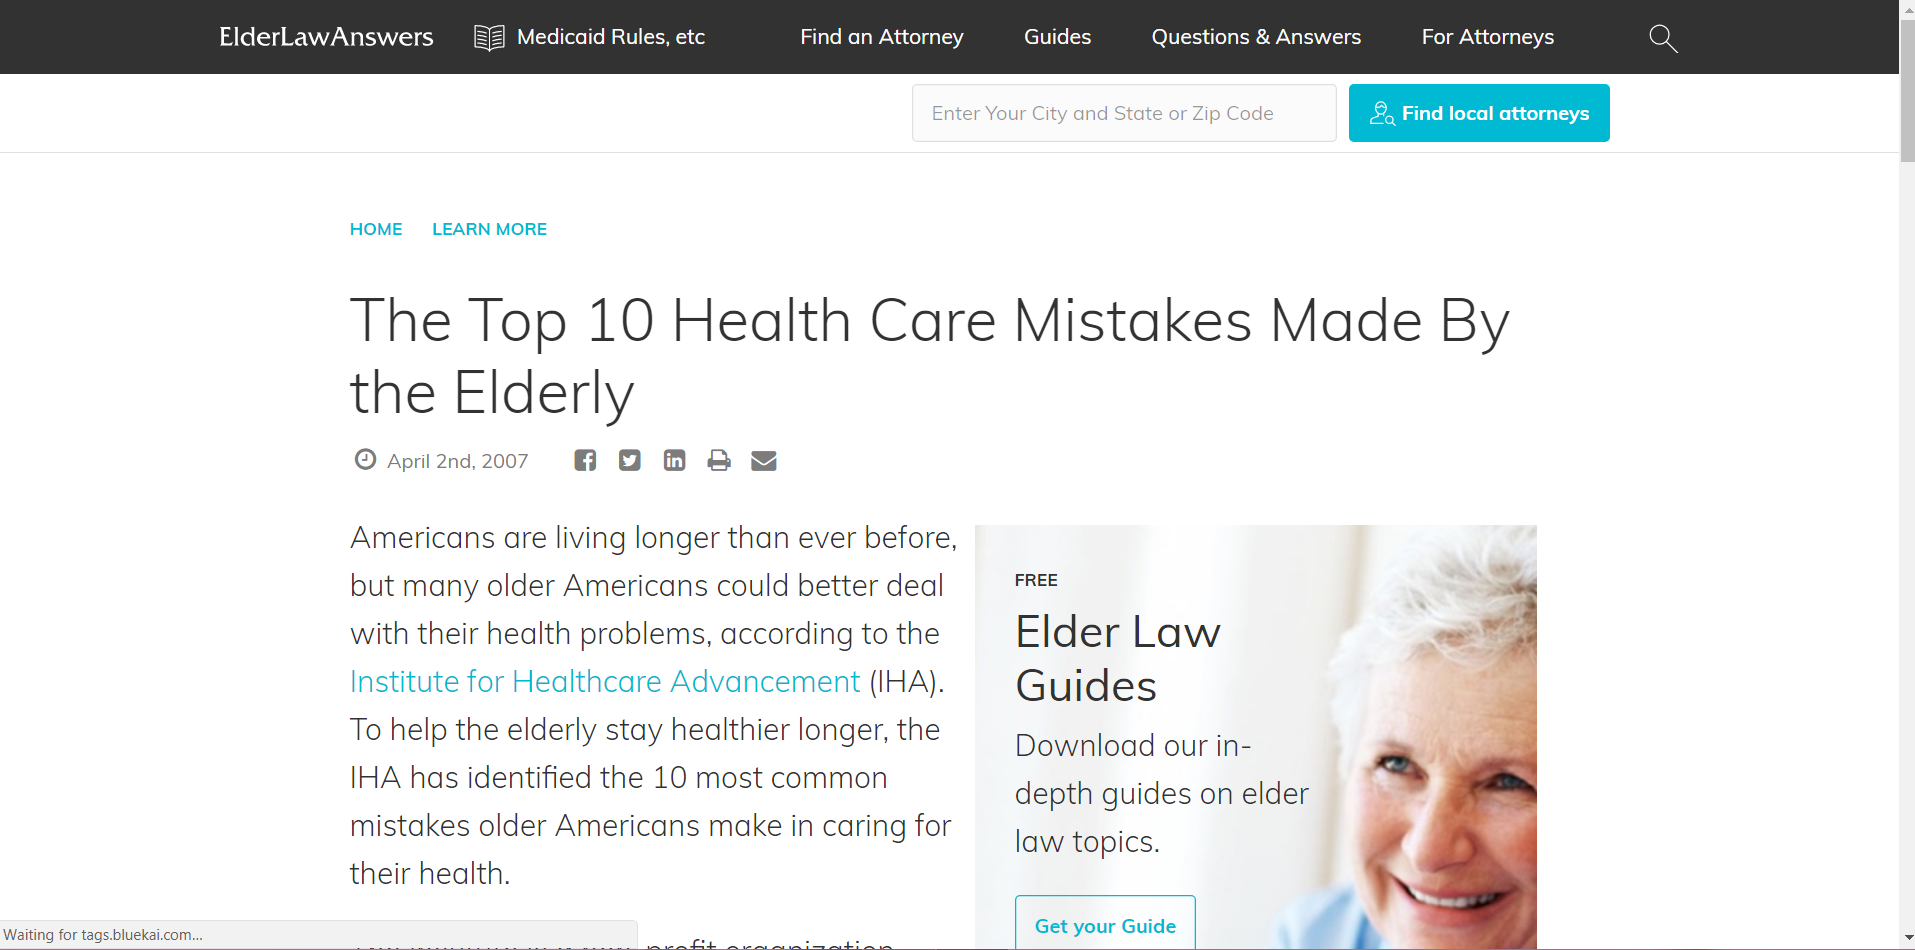 ElderLawAnswers Medicaid Rules, etc Find an Attorney Guides Questions & Answers For Attorneys
Enter Your City and State or Zip Code Find local attorneys
HOME LEARN MORE
The Top 10 Health Care Mistakes Made By
the Elderly
April 2nd, 2007
Americans are living longer than ever before,
but many older Americans could better deal
with their health problems, according to the
Institute for Healthcare Advancement (IHA).
To help the elderly stay healthier longer, the
IHA has identified the 10 most common
mistakes older Americans make in caring for
their health.
profit organization
FREE
Elder Law
Guides
Download our in-
depth guides on elder
law topics.
Get your Guide
Waiting for tags.bluekai.com...